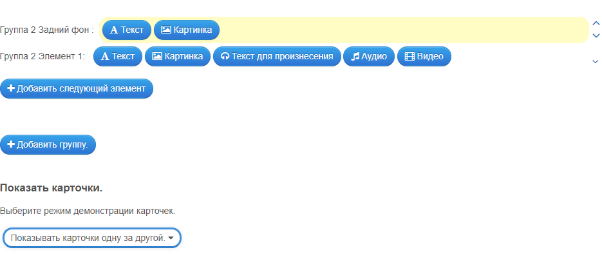 Группа 2 Задний фон : Текст Картинка
Группа 2 Элемент 1: Текст Картинка Текст для произнесения Аудио Видео
Добавить следующий элемент
Добавить группу.
Показать карточки.
Выберите режим демонстрации карточек.
Показывать карточки одну за другой.